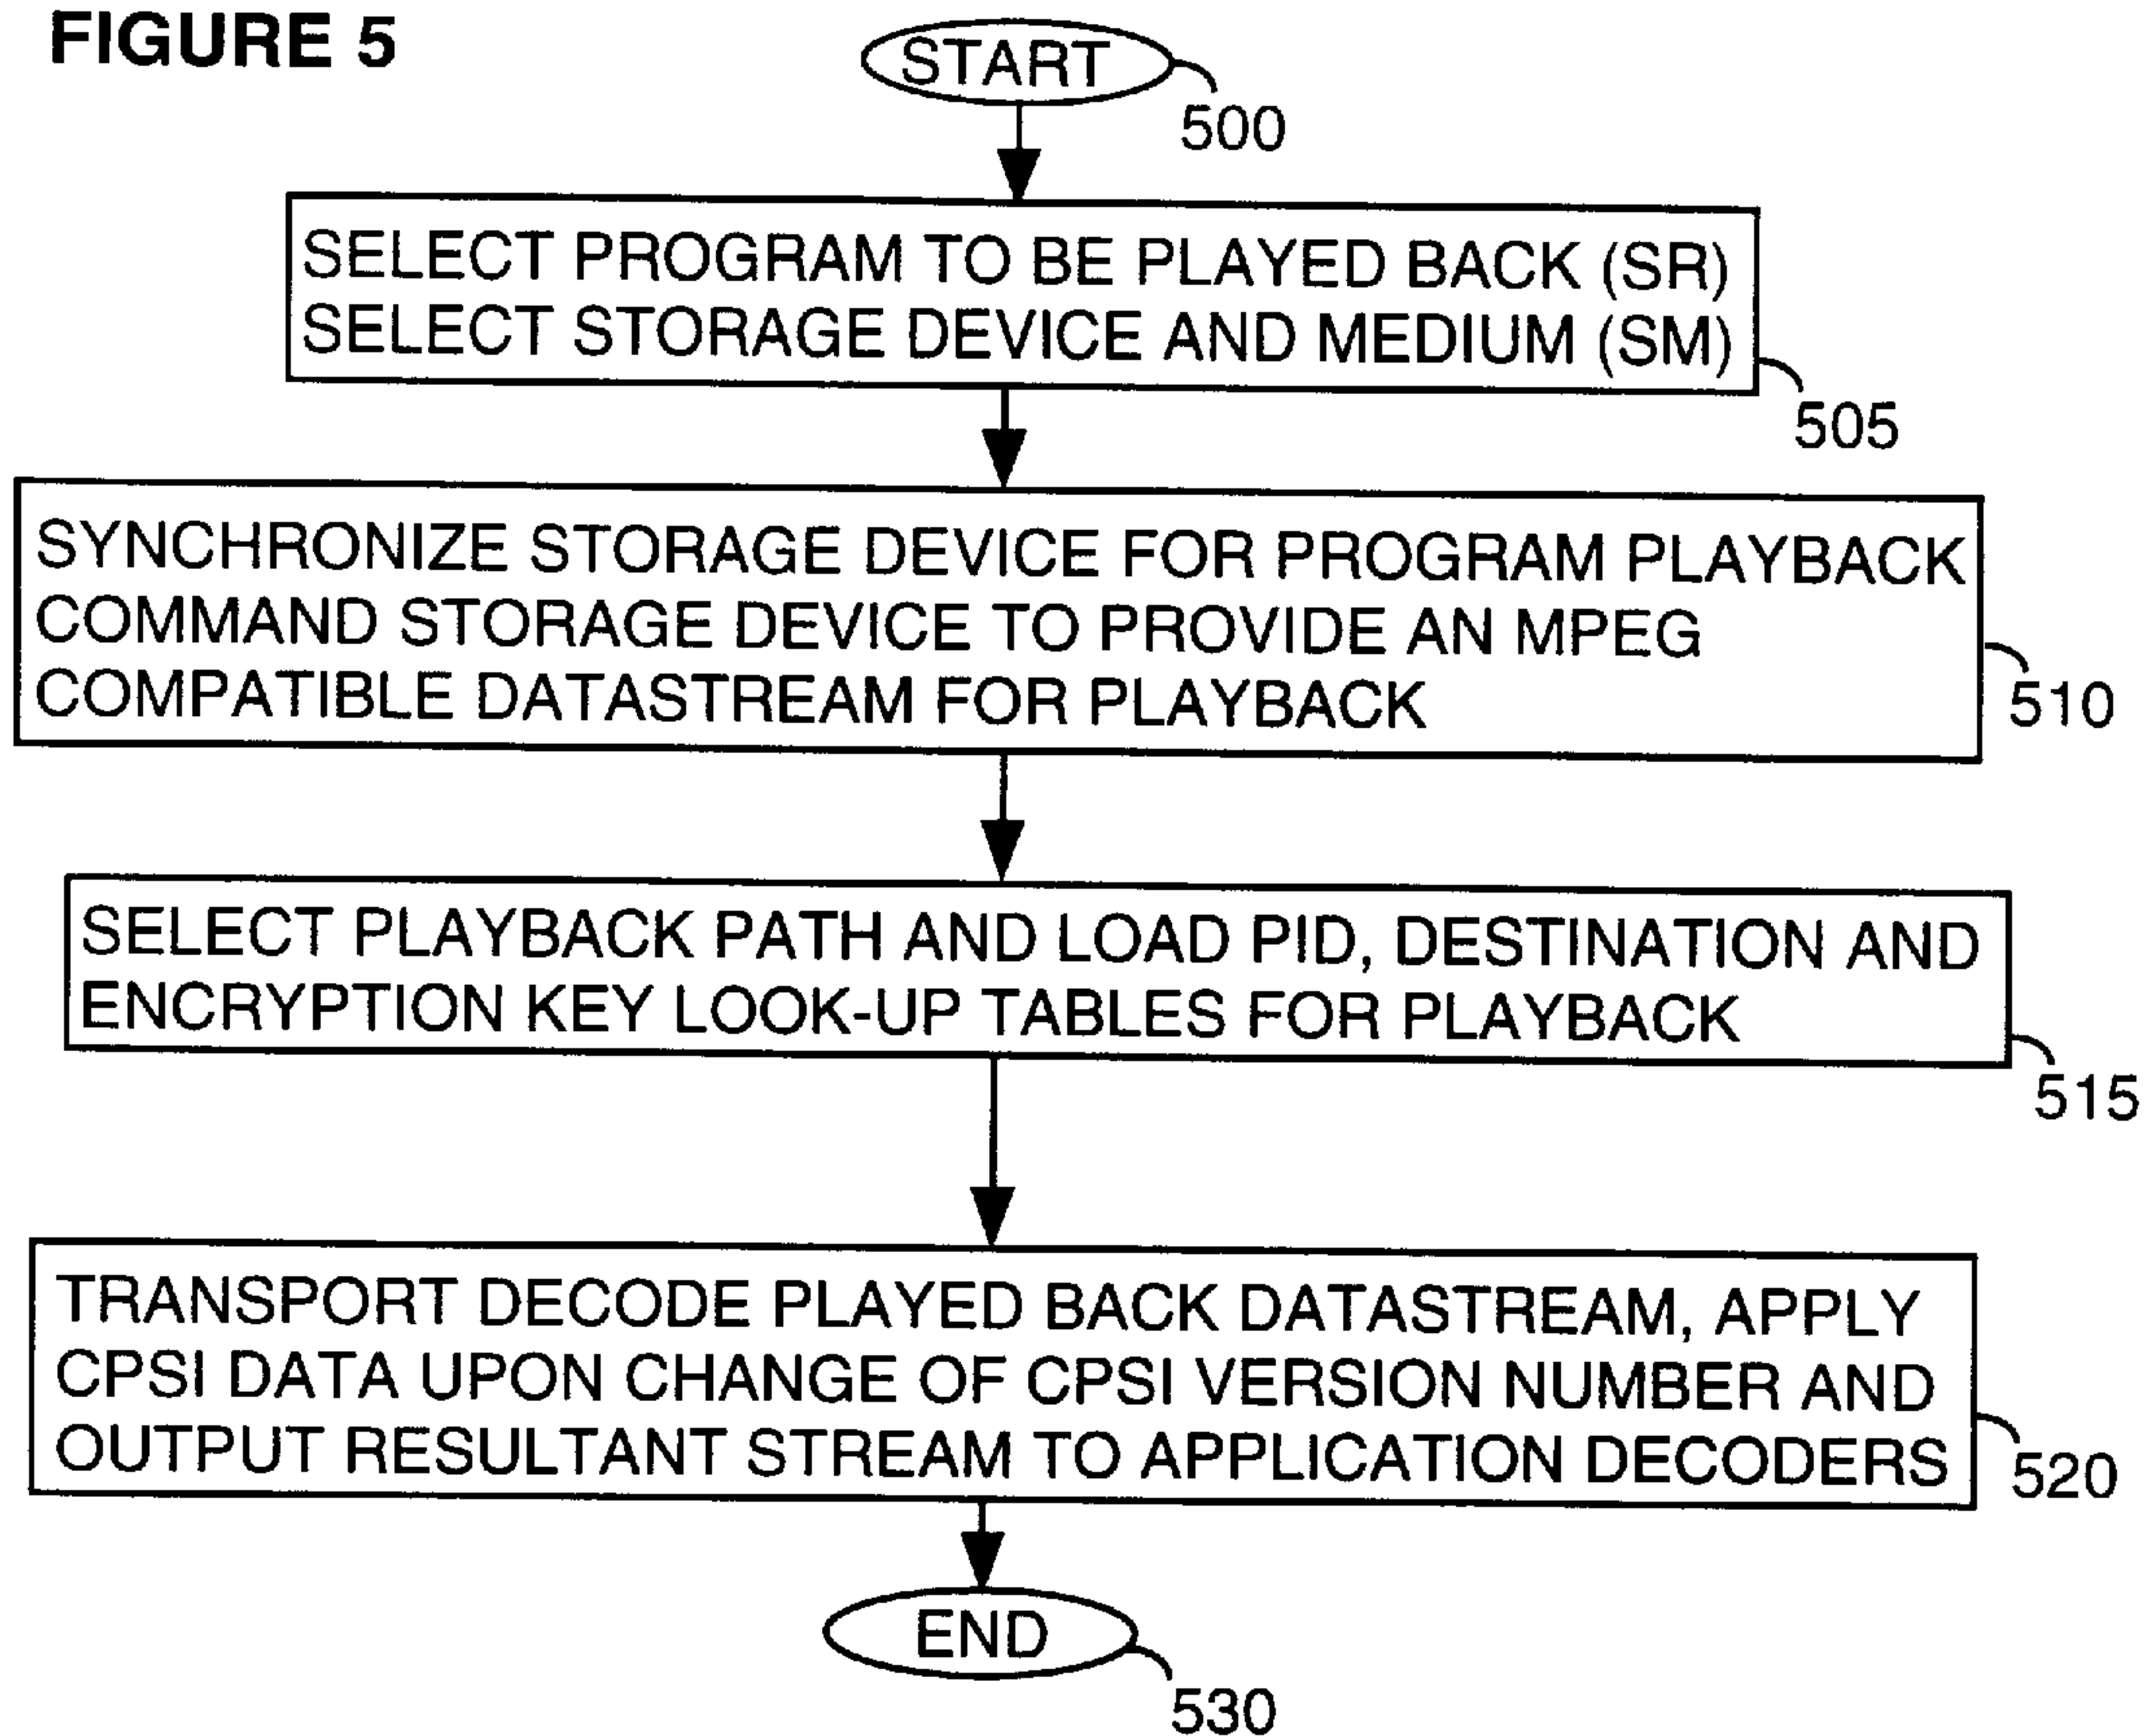 FIGURE 5
START
500
SELECT PROGRAM TO BE PLAYED BACK (SR)
SELECT STORAGE DEVICE AND MEDIUM (SM)
505
SYNCHRONIZE STORAGE DEVICE FOR PROGRAM PLAYBACK
COMMAND STORAGE DEVICE TO PROVIDE AN MPEG
COMPATIBLE DATASTREAM FOR PLAYBACK
510
SELECT PLAYBACK PATH AND LOAD PID, DESTINATION AND
ENCRYPTION KEY LOOK-UP TABLES FOR PLAYBACK
515
TRANSPORT DECODE PLAYED BACK DATASTREAM, APPLY
CPSI DATA UPON CHANGE OF CPSI VERSION NUMBER AND
OUTPUT RESULTANT STREAM TO APPLICATION DECODERS
520
END
530